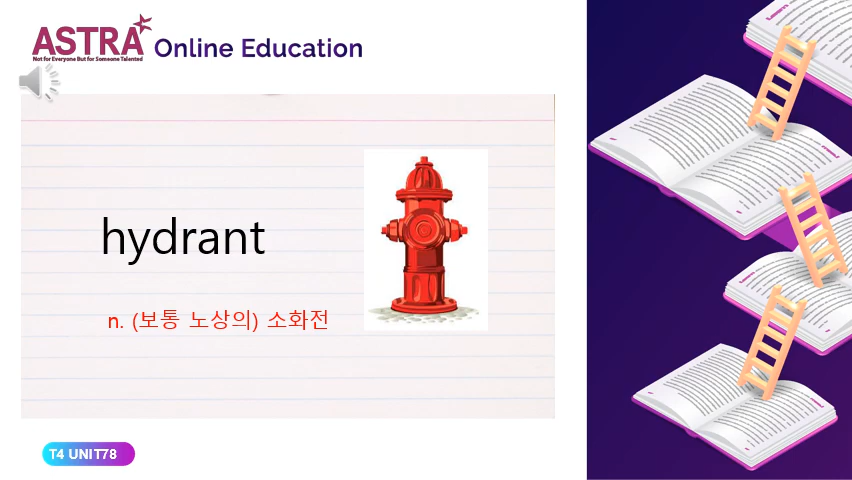 ASTRA
Not for Everyone But for Someone Talented
Online Education
hydrant
n. (보통 노상의) 소화전
T4 UNIT78